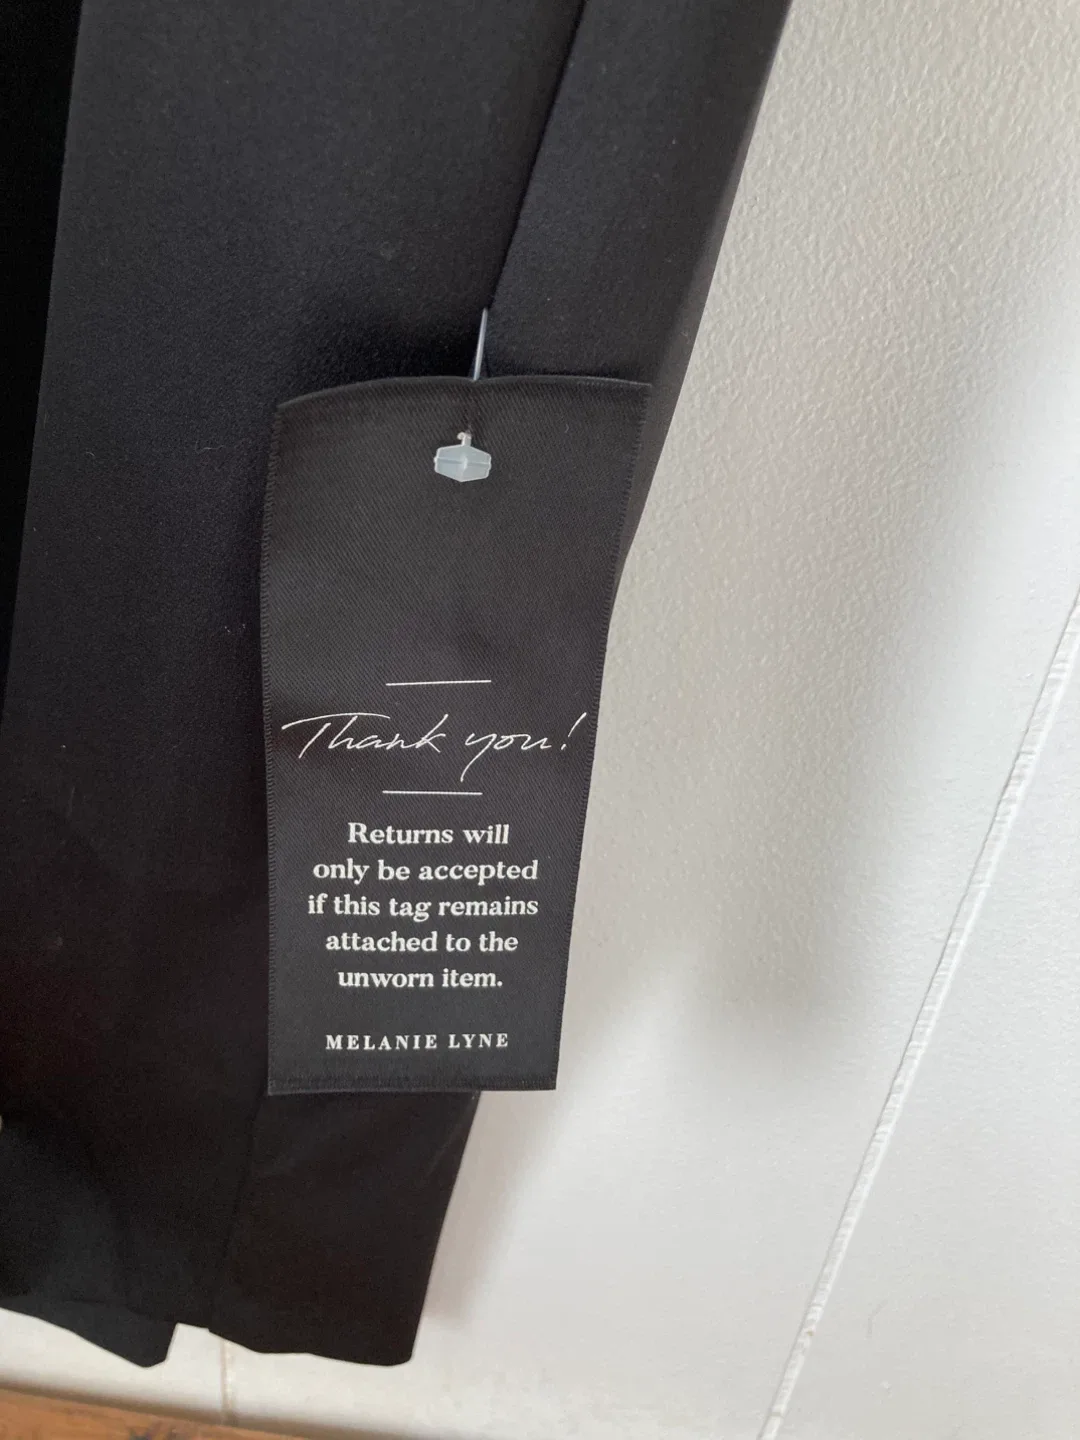 Thank you!
Returns will
only be accepted
if this tag remains
attached to the
unworn item.
MELANIE LYNE